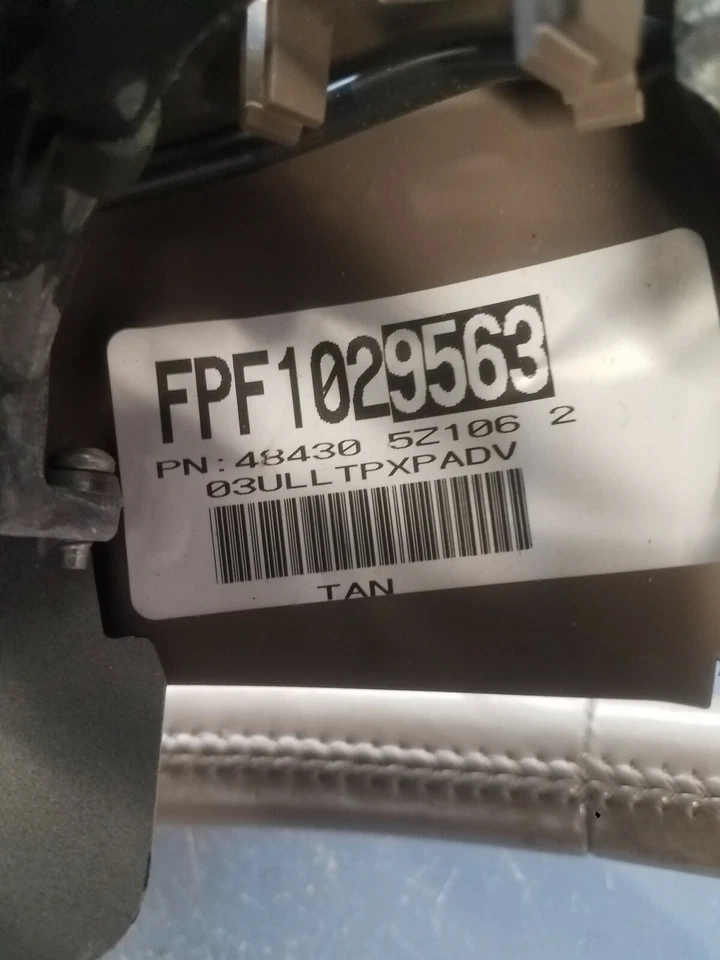 FPF1029563
PN:48430 5Z106 2
03ULLTPXPADV
TAN